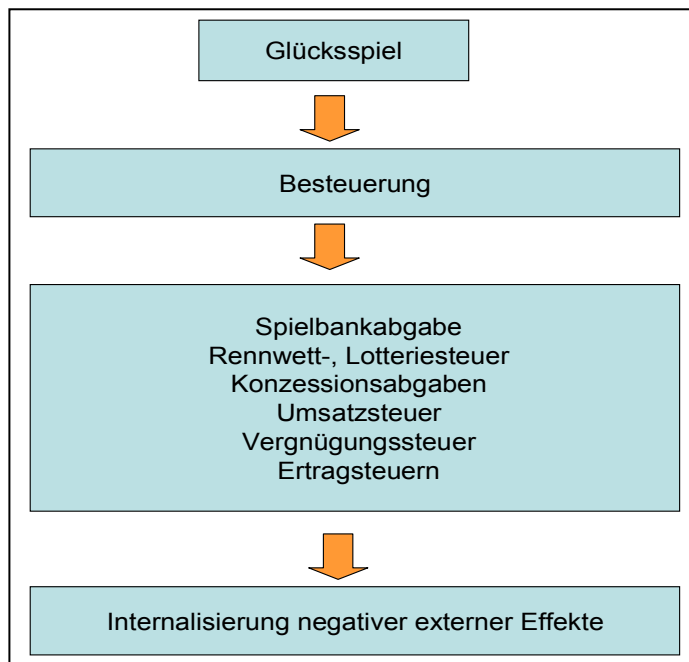 Glücksspiel
Besteuerung
Spielbankabgabe
Rennwett-, Lotteriesteuer
Konzessionsabgaben
Umsatzsteuer
Vergnügungssteuer
Ertragsteuern
Internalisierung negativer externer Effekte